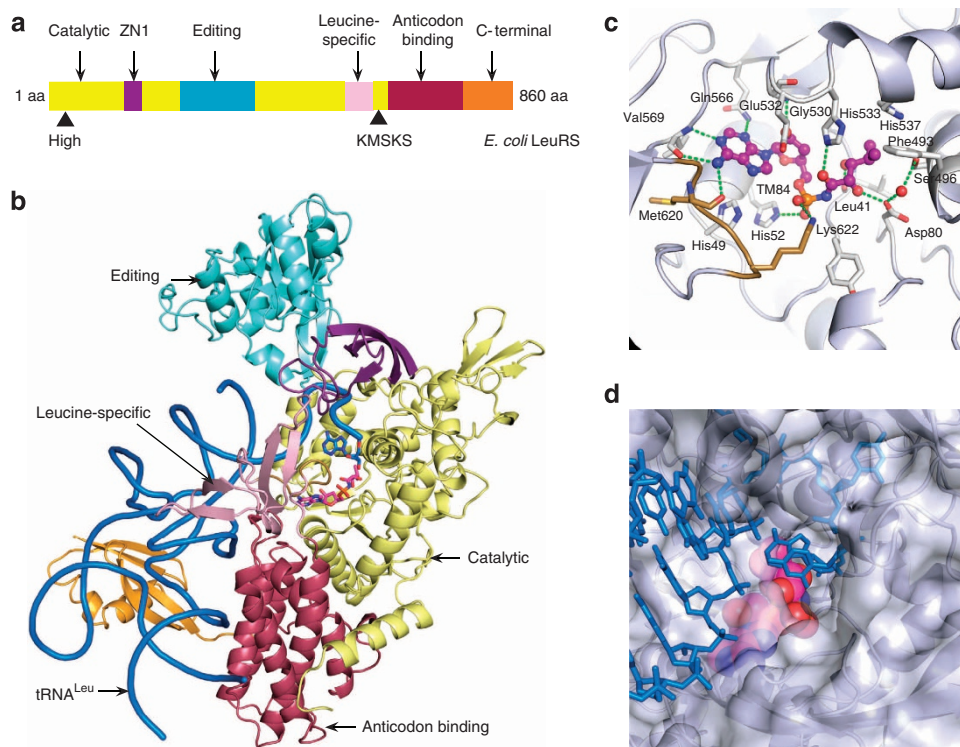 a
Catalytic ZN1 Editing Leucine-specific Anticodon binding C-terminal
1 aa 860 aa
High KMSKS E. coli LeuRS
b
Editing
Leucine-specific
Catalytic
tRNALeu
Anticodon binding
c
Gln566
Glu532
Gly530
His533
Val569
His537
Phe493
Ser496
TM84
Leu41
Met620
His49
His52
Lys622
Asp80
d